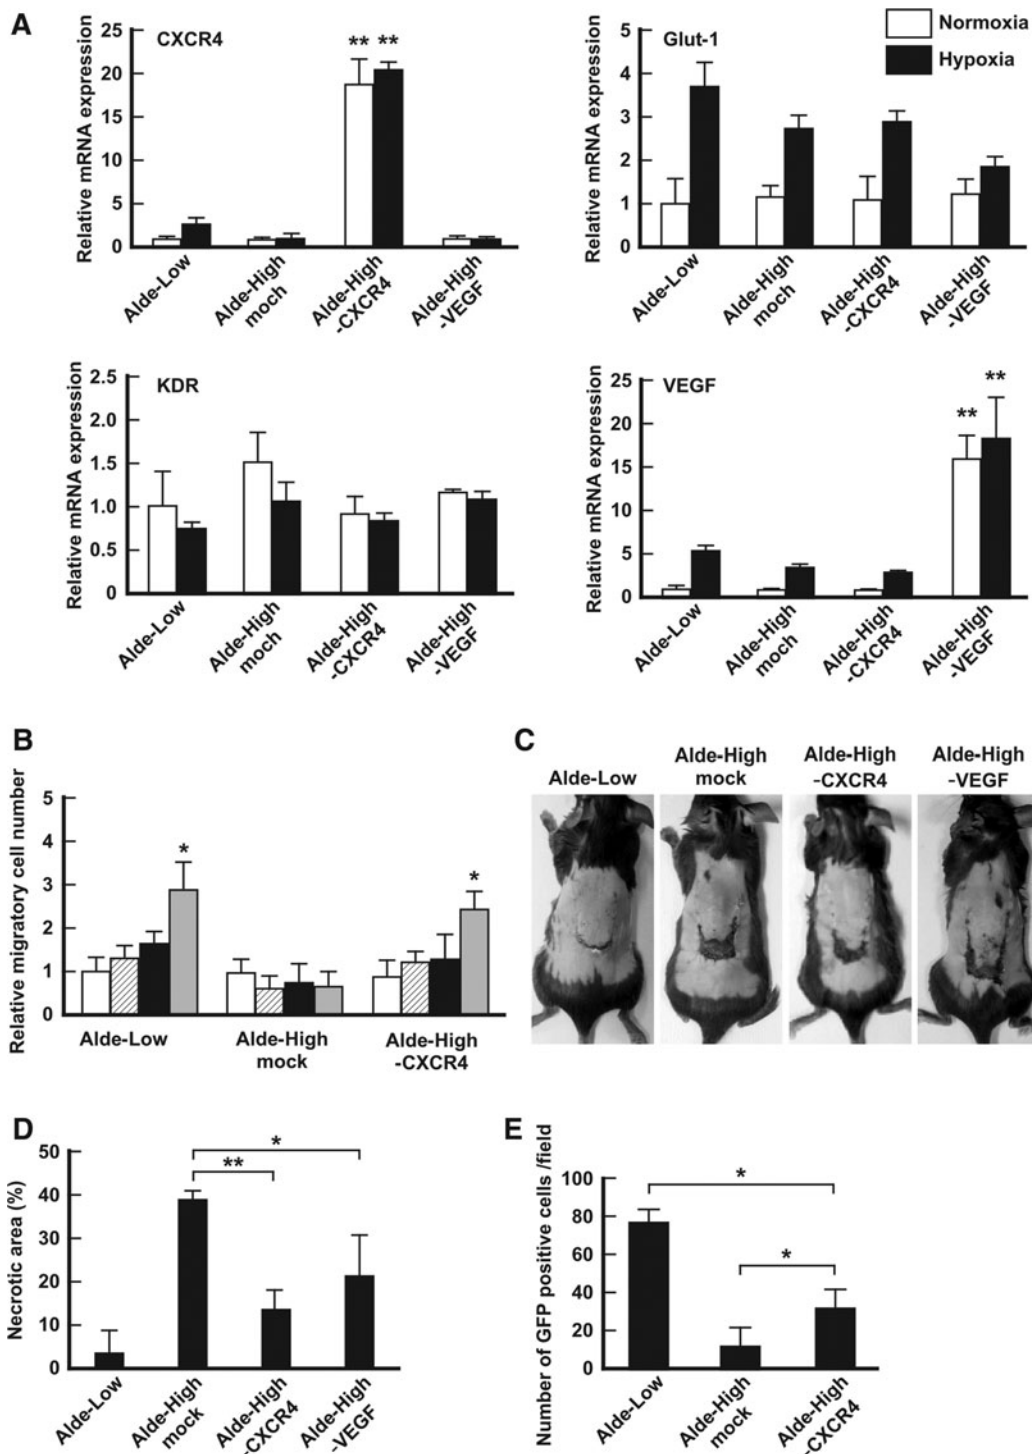 A
CXCR4
Relative mRNA expression
25
20
15
10
5
0
**
**
Alde-Low
Alde-High
moch
Alde-High
-CXCR4
Alde-High
-VEGF
Glut-1
Normoxia
Hypoxia
Relative mRNA expression
5
4
3
2
1
0
Alde-Low
Alde-High
moch
Alde-High
-CXCR4
Alde-High
-VEGF
KDR
Relative mRNA expression
2.5
2.0
1.5
1.0
0.5
0
Alde-Low
Alde-High
moch
Alde-High
-CXCR4
Alde-High
-VEGF
VEGF
Relative mRNA expression
25
20
15
10
5
0
**
**
Alde-Low
Alde-High
moch
Alde-High
-CXCR4
Alde-High
-VEGF
B
Relative migratory cell number
5
4
3
2
1
0
*
*
Alde-Low
Alde-High
mock
Alde-High
-CXCR4
C
Alde-Low
Alde-High
mock
Alde-High
-CXCR4
Alde-High
-VEGF
D
Necrotic area (%)
50
40
30
20
10
0
*
**
Alde-Low
Alde-High
mock
Alde-High
-CXCR4
Alde-High
-VEGF
E
Number of GFP positive cells /field
100
80
60
40
20
0
*
*
Alde-Low
Alde-High
mock
Alde-High
-CXCR4